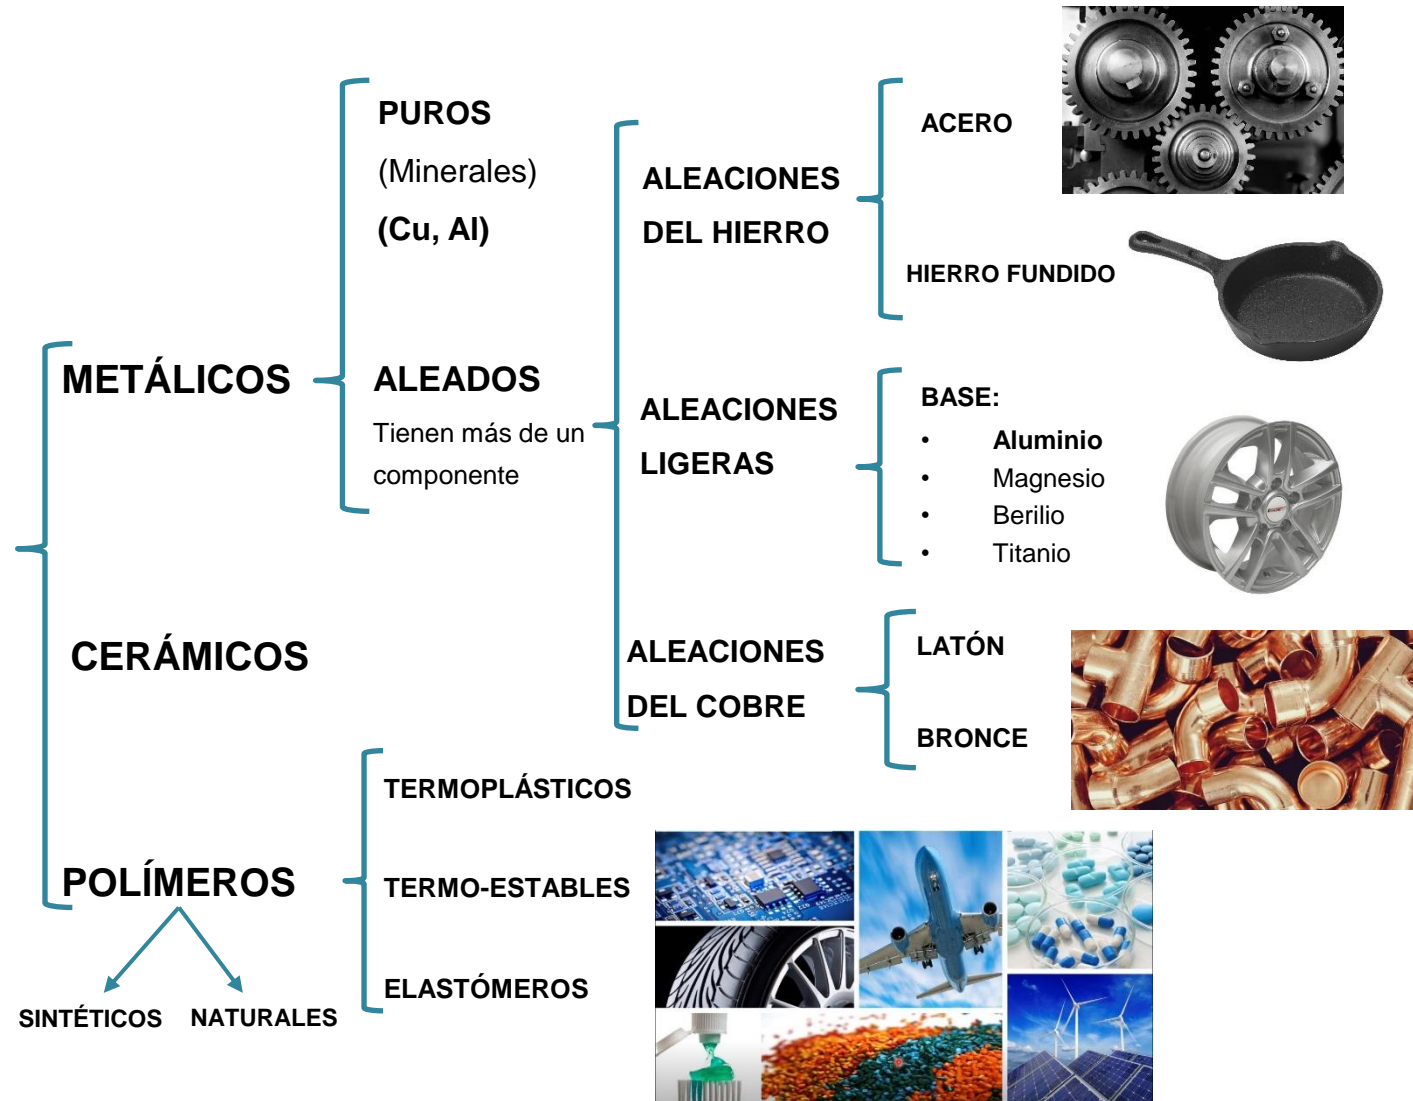 METÁLICOS
PUROS
(Minerales)
(Cu, Al)
ALEADOS
Tienen más de un
componente
ALEACIONES
DEL HIERRO
ACERO
HIERRO FUNDIDO
ALEACIONES
LIGERAS
BASE:
• Aluminio
• Magnesio
• Berilio
• Titanio
ALEACIONES
DEL COBRE
LATÓN
BRONCE
CERÁMICOS
POLÍMEROS
TERMOPLÁSTICOS
TERMO-ESTABLES
ELASTÓMEROS
SINTÉTICOS
NATURALES